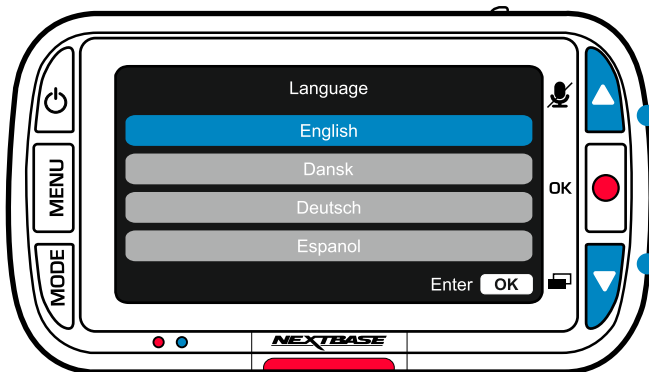 Language
English
Dansk
Deutsch
Espanol
Enter OK
MENU
MODE
OK
NEXTBASE